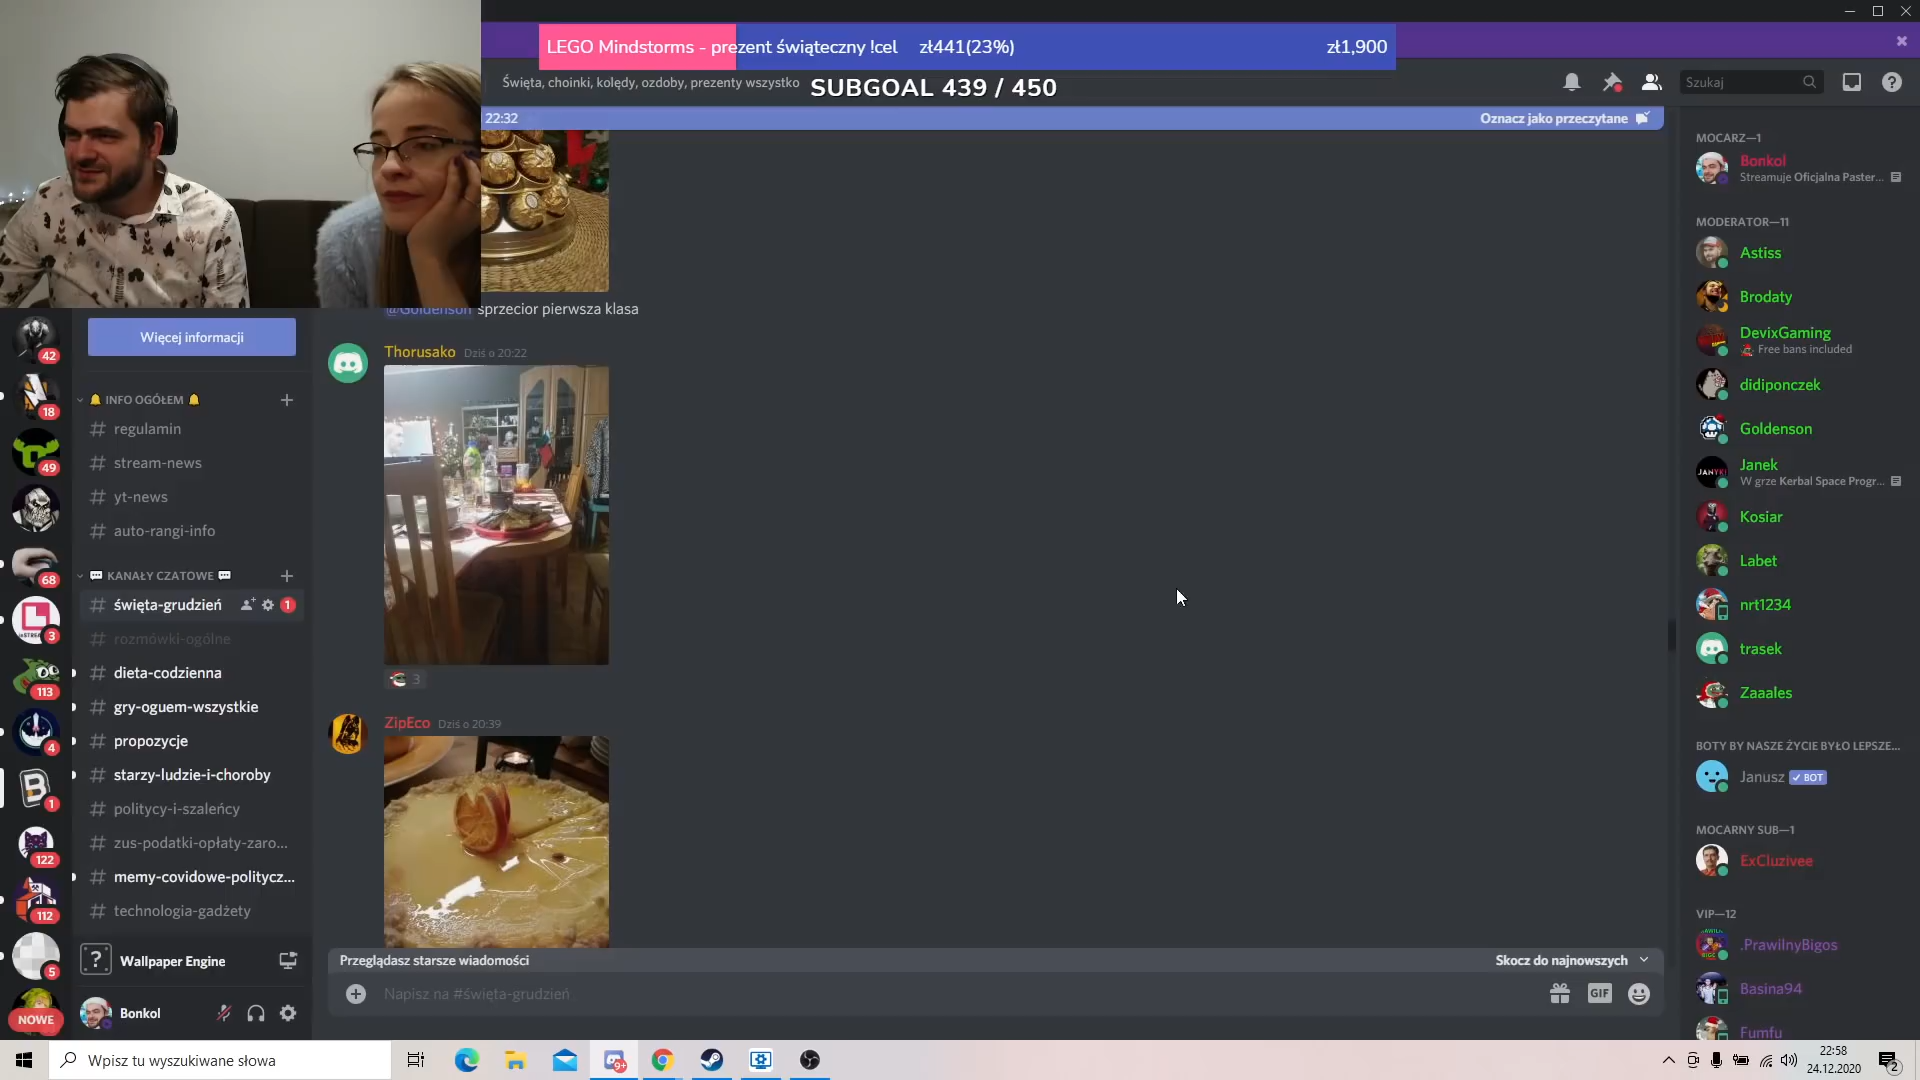 LEGO Mindstorms - prezent świąteczny !cel zł441(23%) zł1,900
Święta, choinki, kolędy, ozdoby, prezenty wszystko
SUBGOAL 439 / 450
Szukaj
22:32
Oznacz jako przeczytane
@Goldenson sprzecior pierwsza klasa
Thorusako Dziś o 20:22
3
ZipEco Dziś o 20:39
Przeglądasz starsze wiadomości
Skocz do najnowszych
Napisz na #święta-grudzień
GIF
42
18
49
68
3
113
4
1
122
112
5
NOWE
Więcej informacji
INFO OGÓŁEM
regulamin
stream-news
yt-news
auto-rangi-info
KANAŁY CZATOWE
święta-grudzień 1
rozmówki-ogólne
dieta-codzienna
gry-oguem-wszystkie
propozycje
starzy-ludzie-i-choroby
politycy-i-szaleńcy
zus-podatki-opłaty-zaro...
memy-covidowe-politycz...
technologia-gadżety
Wallpaper Engine
Bonkol
MOCARZ—1
Bonkol
Streamuje Oficjalna Paster...
MODERATOR—11
Astiss
Brodaty
DevixGaming
Free bans included
didiponczek
Goldenson
Janek
W grze Kerbal Space Progr...
Kosiar
Labet
nrt1234
trasek
Zaaales
BOTY BY NASZE ŻYCIE BYŁO LEPSZE...
Janusz BOT
MOCARNY SUB—1
ExCluzivee
VIP—12
.PrawilnyBigos
Basina94
Fumfu
Wpisz tu wyszukiwane słowa
9+
22:58
24.12.2020
2